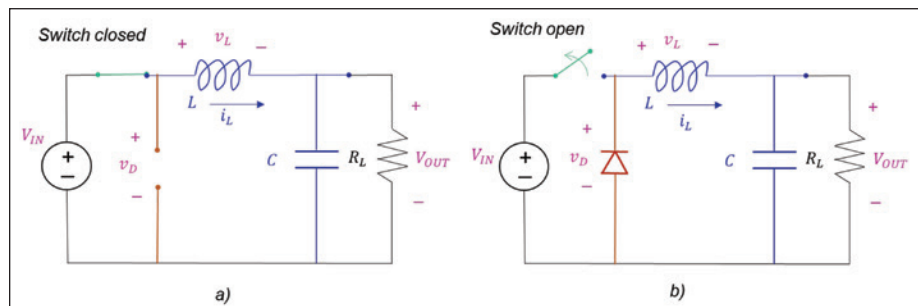 Switch closed
+ v_L −
L
i_L
V_IN
+
−
+
v_D
−
C
R_L
+
V_OUT
−
a)
Switch open
+ v_L −
L
i_L
V_IN
+
−
+
v_D
−
C
R_L
+
V_OUT
−
b)